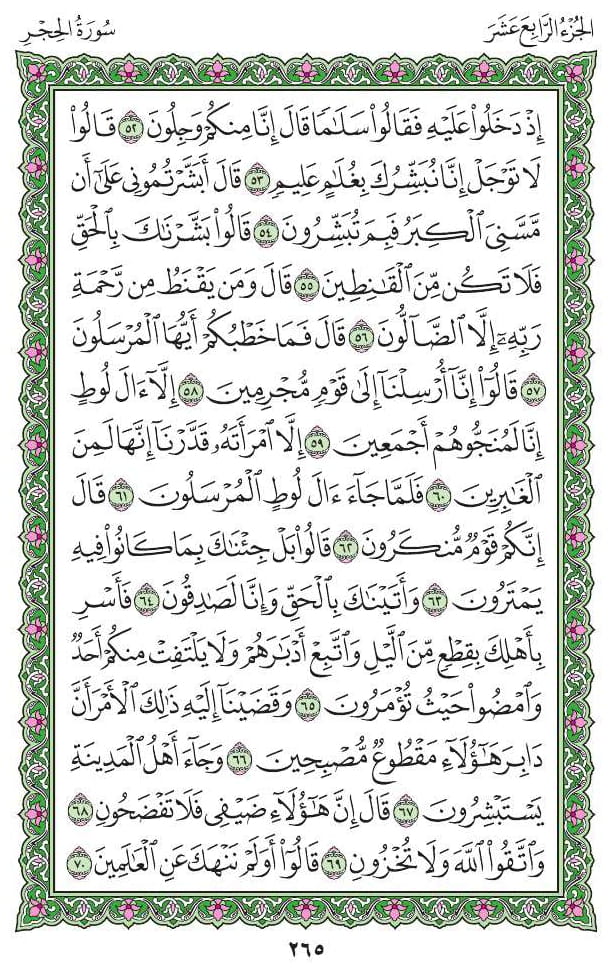 الجزء الرابع عشر
سورة الحجر
إِذْ دَخَلُوا۟ عَلَيْهِ فَقَالُوا۟ سَلَـٰمًا قَالَ إِنَّا مِنكُمْ وَجِلُونَ ٥٢ قَالُوا۟
لَا تَوْجَلْ إِنَّا نُبَشِّرُكَ بِغُلَـٰمٍ عَلِيمٍ ٥٣ قَالَ أَبَشَّرْتُمُونِى عَلَىٰٓ أَن
مَّسَّنِىَ ٱلْكِبَرُ فَبِمَ تُبَشِّرُونَ ٥٤ قَالُوا۟ بَشَّرْنَـٰكَ بِٱلْحَقِّ
فَلَا تَكُن مِّنَ ٱلْقَـٰنِطِينَ ٥٥ قَالَ وَمَن يَقْنَطُ مِن رَّحْمَةِ
رَبِّهِۦٓ إِلَّا ٱلضَّآلُّونَ ٥٦ قَالَ فَمَا خَطْبُكُمْ أَيُّهَا ٱلْمُرْسَلُونَ
٥٧ قَالُوٓا۟ إِنَّآ أُرْسِلْنَآ إِلَىٰ قَوْمٍ مُّجْرِمِينَ ٥٨ إِلَّآ ءَالَ لُوطٍ
إِنَّا لَمُنَجُّوهُمْ أَجْمَعِينَ ٥٩ إِلَّا ٱمْرَأَتَهُۥ قَدَّرْنَآ إِنَّهَا لَمِنَ
ٱلْغَـٰبِرِينَ ٦٠ فَلَمَّا جَآءَ ءَالَ لُوطٍ ٱلْمُرْسَلُونَ ٦١ قَالَ
إِنَّكُمْ قَوْمٌ مُّنكَرُونَ ٦٢ قَالُوا۟ بَلْ جِئْنَـٰكَ بِمَا كَانُوا۟ فِيهِ
يَمْتَرُونَ ٦٣ وَأَتَيْنَـٰكَ بِٱلْحَقِّ وَإِنَّا لَصَـٰدِقُونَ ٦٤ فَأَسْرِ
بِأَهْلِكَ بِقِطْعٍ مِّنَ ٱلَّيْلِ وَٱتَّبِعْ أَدْبَـٰرَهُمْ وَلَا يَلْتَفِتْ مِنكُمْ أَحَدٌ
وَٱمْضُوا۟ حَيْثُ تُؤْمَرُونَ ٦٥ وَقَضَيْنَآ إِلَيْهِ ذَٰلِكَ ٱلْأَمْرَ أَنَّ
دَابِرَ هَـٰٓؤُلَآءِ مَقْطُوعٌ مُّصْبِحِينَ ٦٦ وَجَآءَ أَهْلُ ٱلْمَدِينَةِ
يَسْتَبْشِرُونَ ٦٧ قَالَ إِنَّ هَـٰٓؤُلَآءِ ضَيْفِى فَلَا تَفْضَحُونِ ٦٨
وَٱتَّقُوا۟ ٱللَّهَ وَلَا تُخْزُونِ ٦٩ قَالُوٓا۟ أَوَلَمْ نَنْهَكَ عَنِ ٱلْعَـٰلَمِينَ ٧٠
٢٦٥